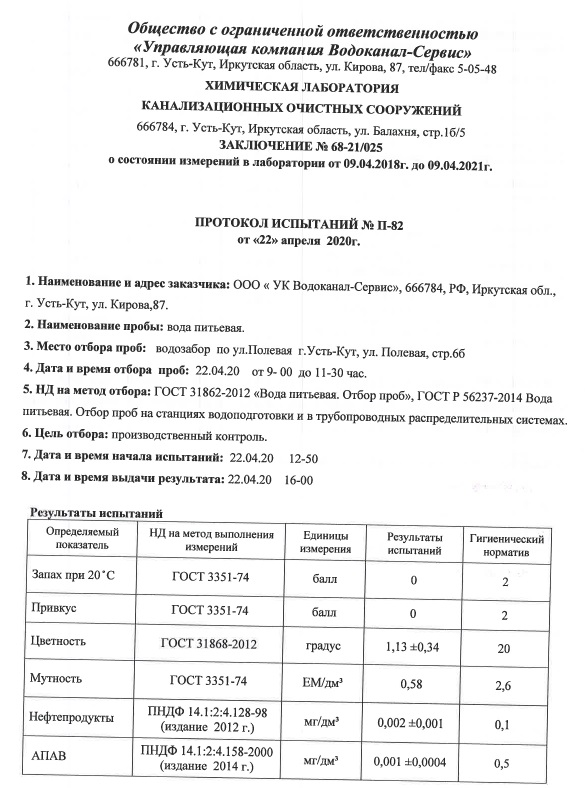 Общество с ограниченной ответственностью
«Управляющая компания Водоканал-Сервис»
666781, г. Усть-Кут, Иркутская область, ул. Кирова, 87, тел/факс 5-05-48
ХИМИЧЕСКАЯ ЛАБОРАТОРИЯ
КАНАЛИЗАЦИОННЫХ ОЧИСТНЫХ СООРУЖЕНИЙ
666784, г. Усть-Кут, Иркутская область, ул. Балахня, стр.1б/5
ЗАКЛЮЧЕНИЕ № 68-21/025
о состоянии измерений в лаборатории от 09.04.2018г. до 09.04.2021г.
ПРОТОКОЛ ИСПЫТАНИЙ № П-82
от «22» апреля 2020г.
1. Наименование и адрес заказчика: ООО « УК Водоканал-Сервис», 666784, РФ, Иркутская обл.,
г. Усть-Кут, ул. Кирова,87.
2. Наименование пробы: вода питьевая.
3. Место отбора проб: водозабор по ул.Полевая г.Усть-Кут, ул. Полевая, стр.6б
4. Дата и время отбора проб: 22.04.20 от 9- 00 до 11-30 час.
5. НД на метод отбора: ГОСТ 31862-2012 «Вода питьевая. Отбор проб», ГОСТ Р 56237-2014 Вода
питьевая. Отбор проб на станциях водоподготовки и в трубопроводных распределительных системах.
6. Цель отбора: производственный контроль.
7. Дата и время начала испытаний: 22.04.20 12-50
8. Дата и время выдачи результата: 22.04.20 16-00
Результаты испытаний
Определяемый показатель НД на метод выполнения измерений Единицы измерения Результаты испытаний Гигиенический норматив
Запах при 20˚С ГОСТ 3351-74 балл 0 2
Привкус ГОСТ 3351-74 балл 0 2
Цветность ГОСТ 31868-2012 градус 1,13 ±0,34 20
Мутность ГОСТ 3351-74 ЕМ/дм³ 0,58 2,6
Нефтепродукты ПНДФ 14.1:2:4.128-98 (издание 2012 г.) мг/дм³ 0,002 ±0,001 0,1
АПАВ ПНДФ 14.1:2:4.158-2000 (издание 2014 г.) мг/дм³ 0,001 ±0,0004 0,5